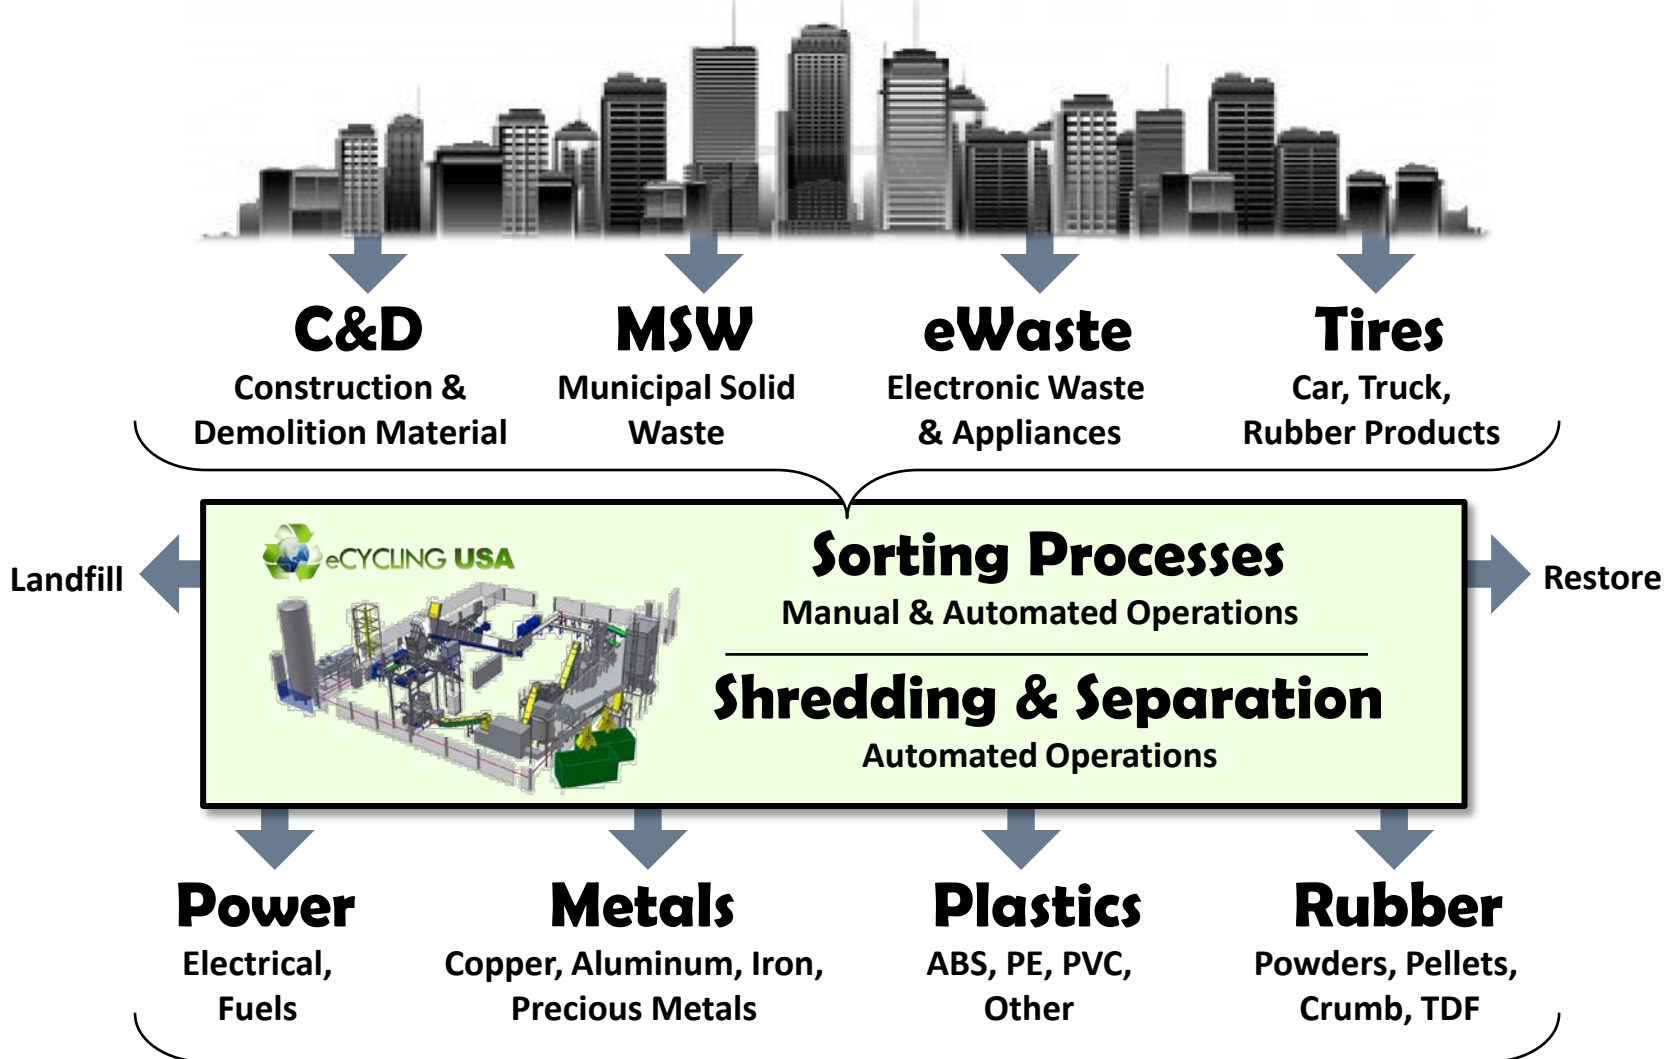 C&D
Construction &
Demolition Material
MSW
Municipal Solid
Waste
eWaste
Electronic Waste
& Appliances
Tires
Car, Truck,
Rubber Products
Landfill
eCYCLING USA
Sorting Processes
Manual & Automated Operations
Shredding & Separation
Automated Operations
Restore
Power
Electrical,
Fuels
Metals
Copper, Aluminum, Iron,
Precious Metals
Plastics
ABS, PE, PVC,
Other
Rubber
Powders, Pellets,
Crumb, TDF